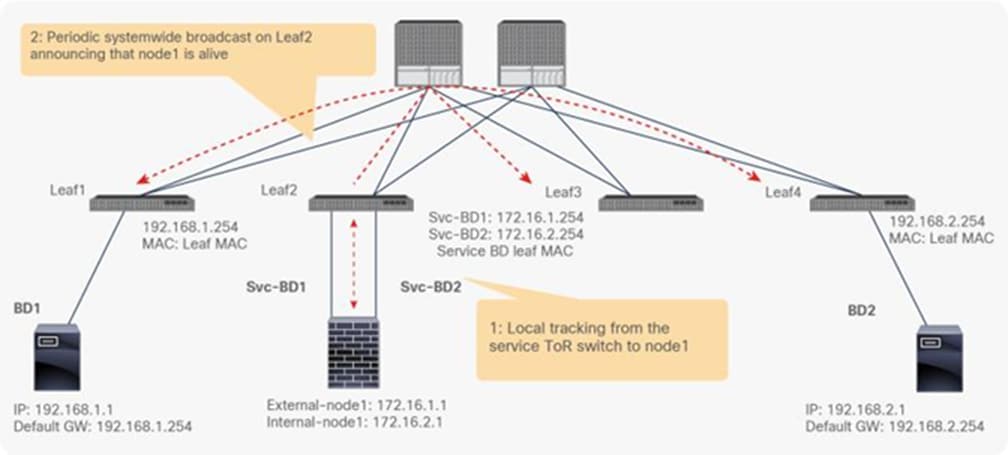 2: Periodic systemwide broadcast on Leaf2
announcing that node1 is alive
Leaf1
Leaf2
Leaf3
Leaf4
192.168.1.254
MAC: Leaf MAC
Svc-BD1: 172.16.1.254
Svc-BD2: 172.16.2.254
Service BD leaf MAC
192.168.2.254
MAC: Leaf MAC
Svc-BD1
Svc-BD2
BD1
BD2
1: Local tracking from the
service ToR switch to node1
IP: 192.168.1.1
Default GW: 192.168.1.254
External-node1: 172.16.1.1
Internal-node1: 172.16.2.1
IP: 192.168.2.1
Default GW: 192.168.2.254